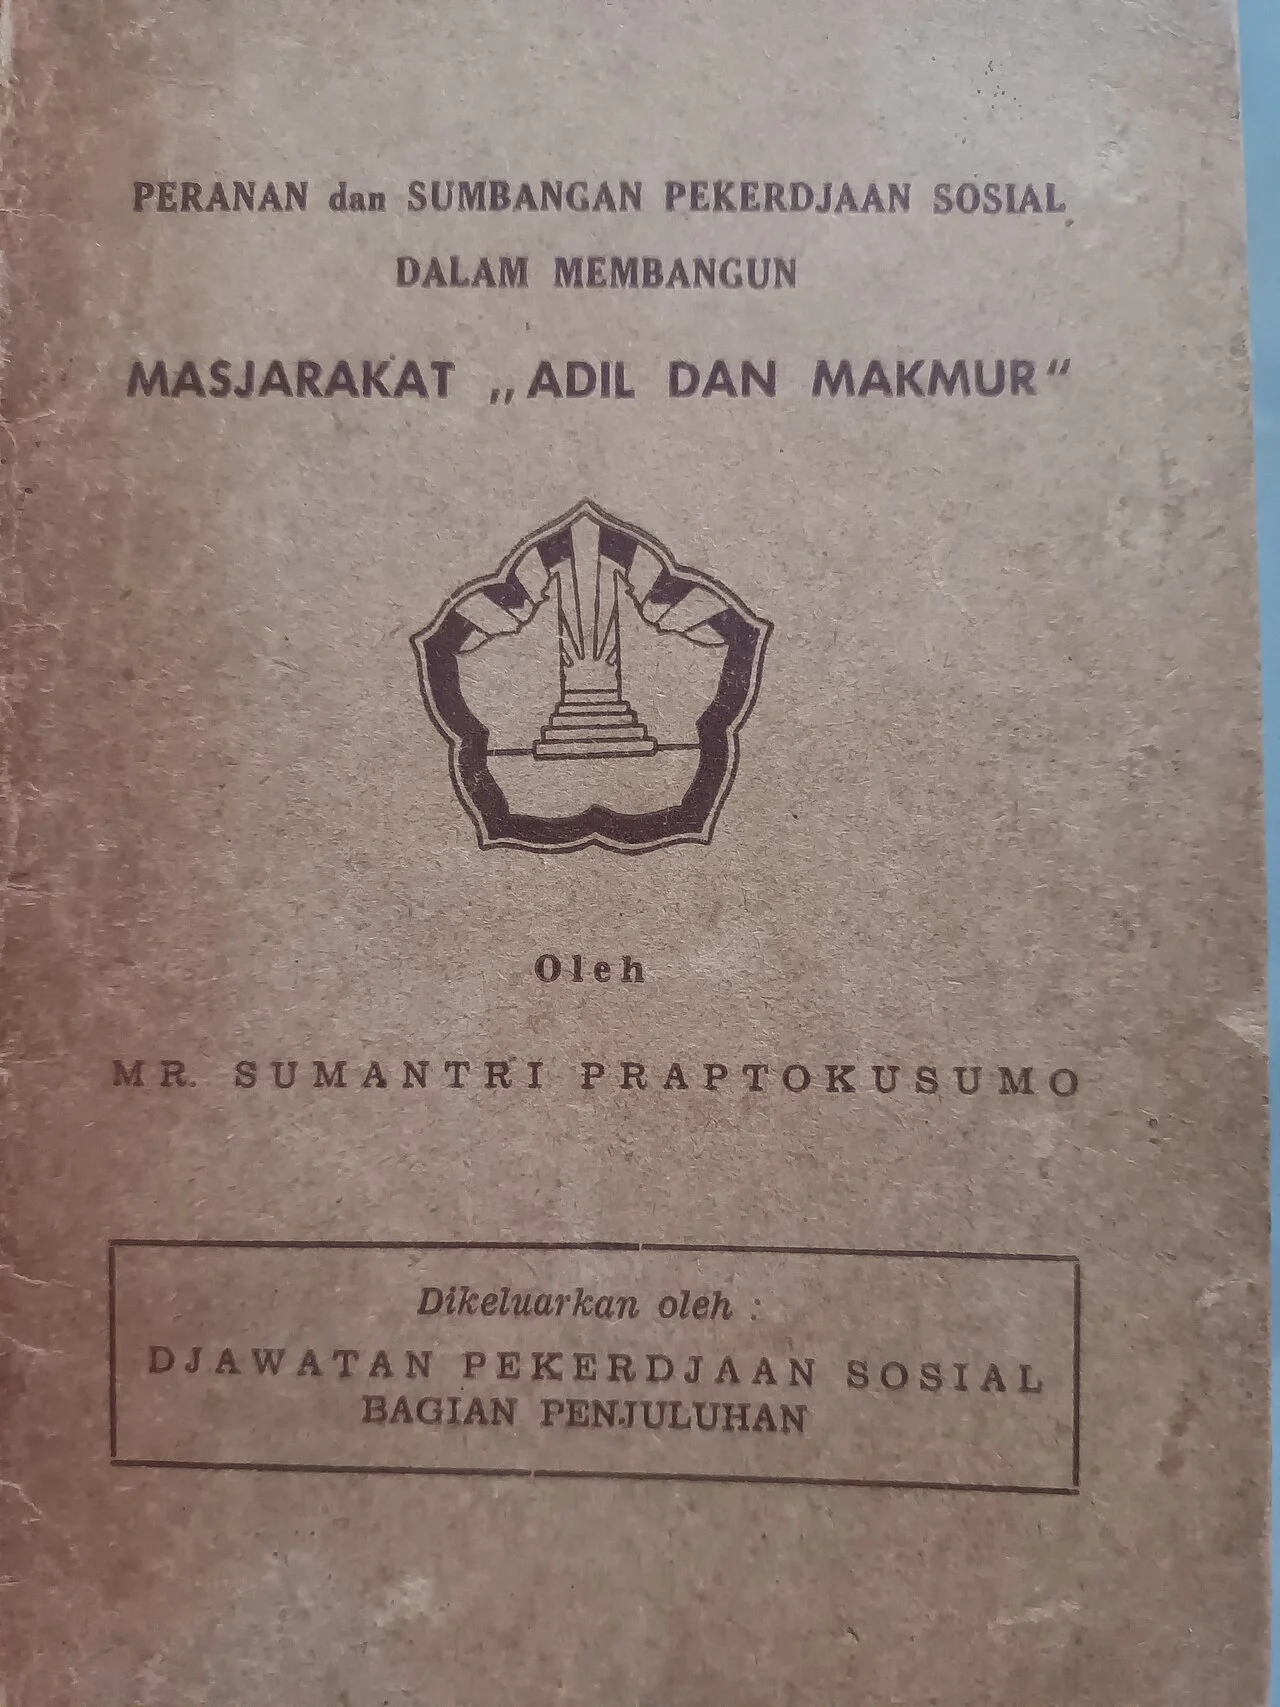 PERANAN dan SUMBANGAN PEKERDJAAN SOSIAL
DALAM MEMBANGUN
MASJARAKAT „ADIL DAN MAKMUR“
Oleh
MR. SUMANTRI PRAPTOKUSUMO
Dikeluarkan oleh :
DJAWATAN PEKERDJAAN SOSIAL
BAGIAN PENJULUHAN